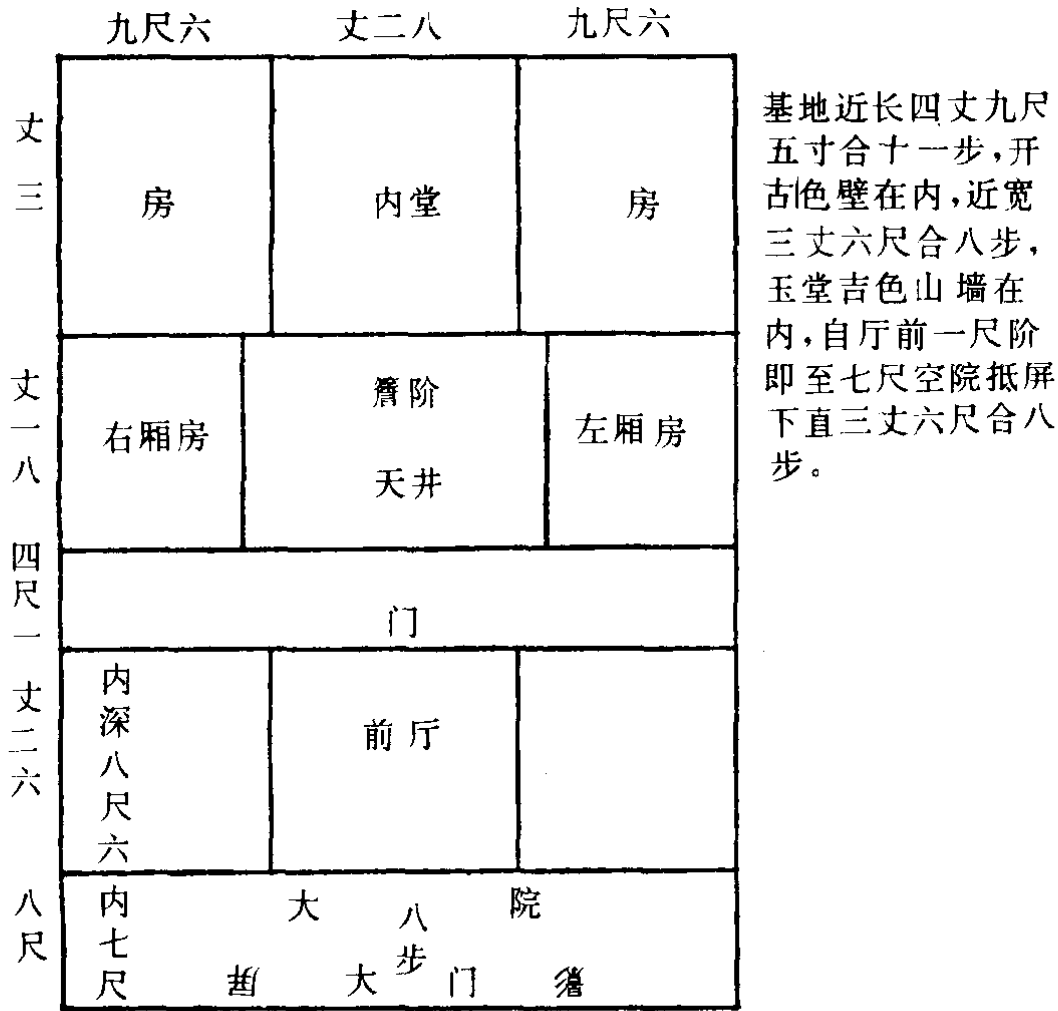 九尺六
丈二八
九尺六
丈三
房
内堂
房
丈一八
右厢房
簷阶
天井
左厢房
四尺一
门
丈二六
内深八尺六
前厅
八尺
内七尺
大
八步
院
屏
大
门
簷
基地近长四丈九尺
五寸合十一步，开
古色壁在内，近宽
三丈六尺合八步，
玉堂吉色山墙在
内，自厅前一尺阶
即至七尺空院抵屏
下直三丈六尺合八
步。